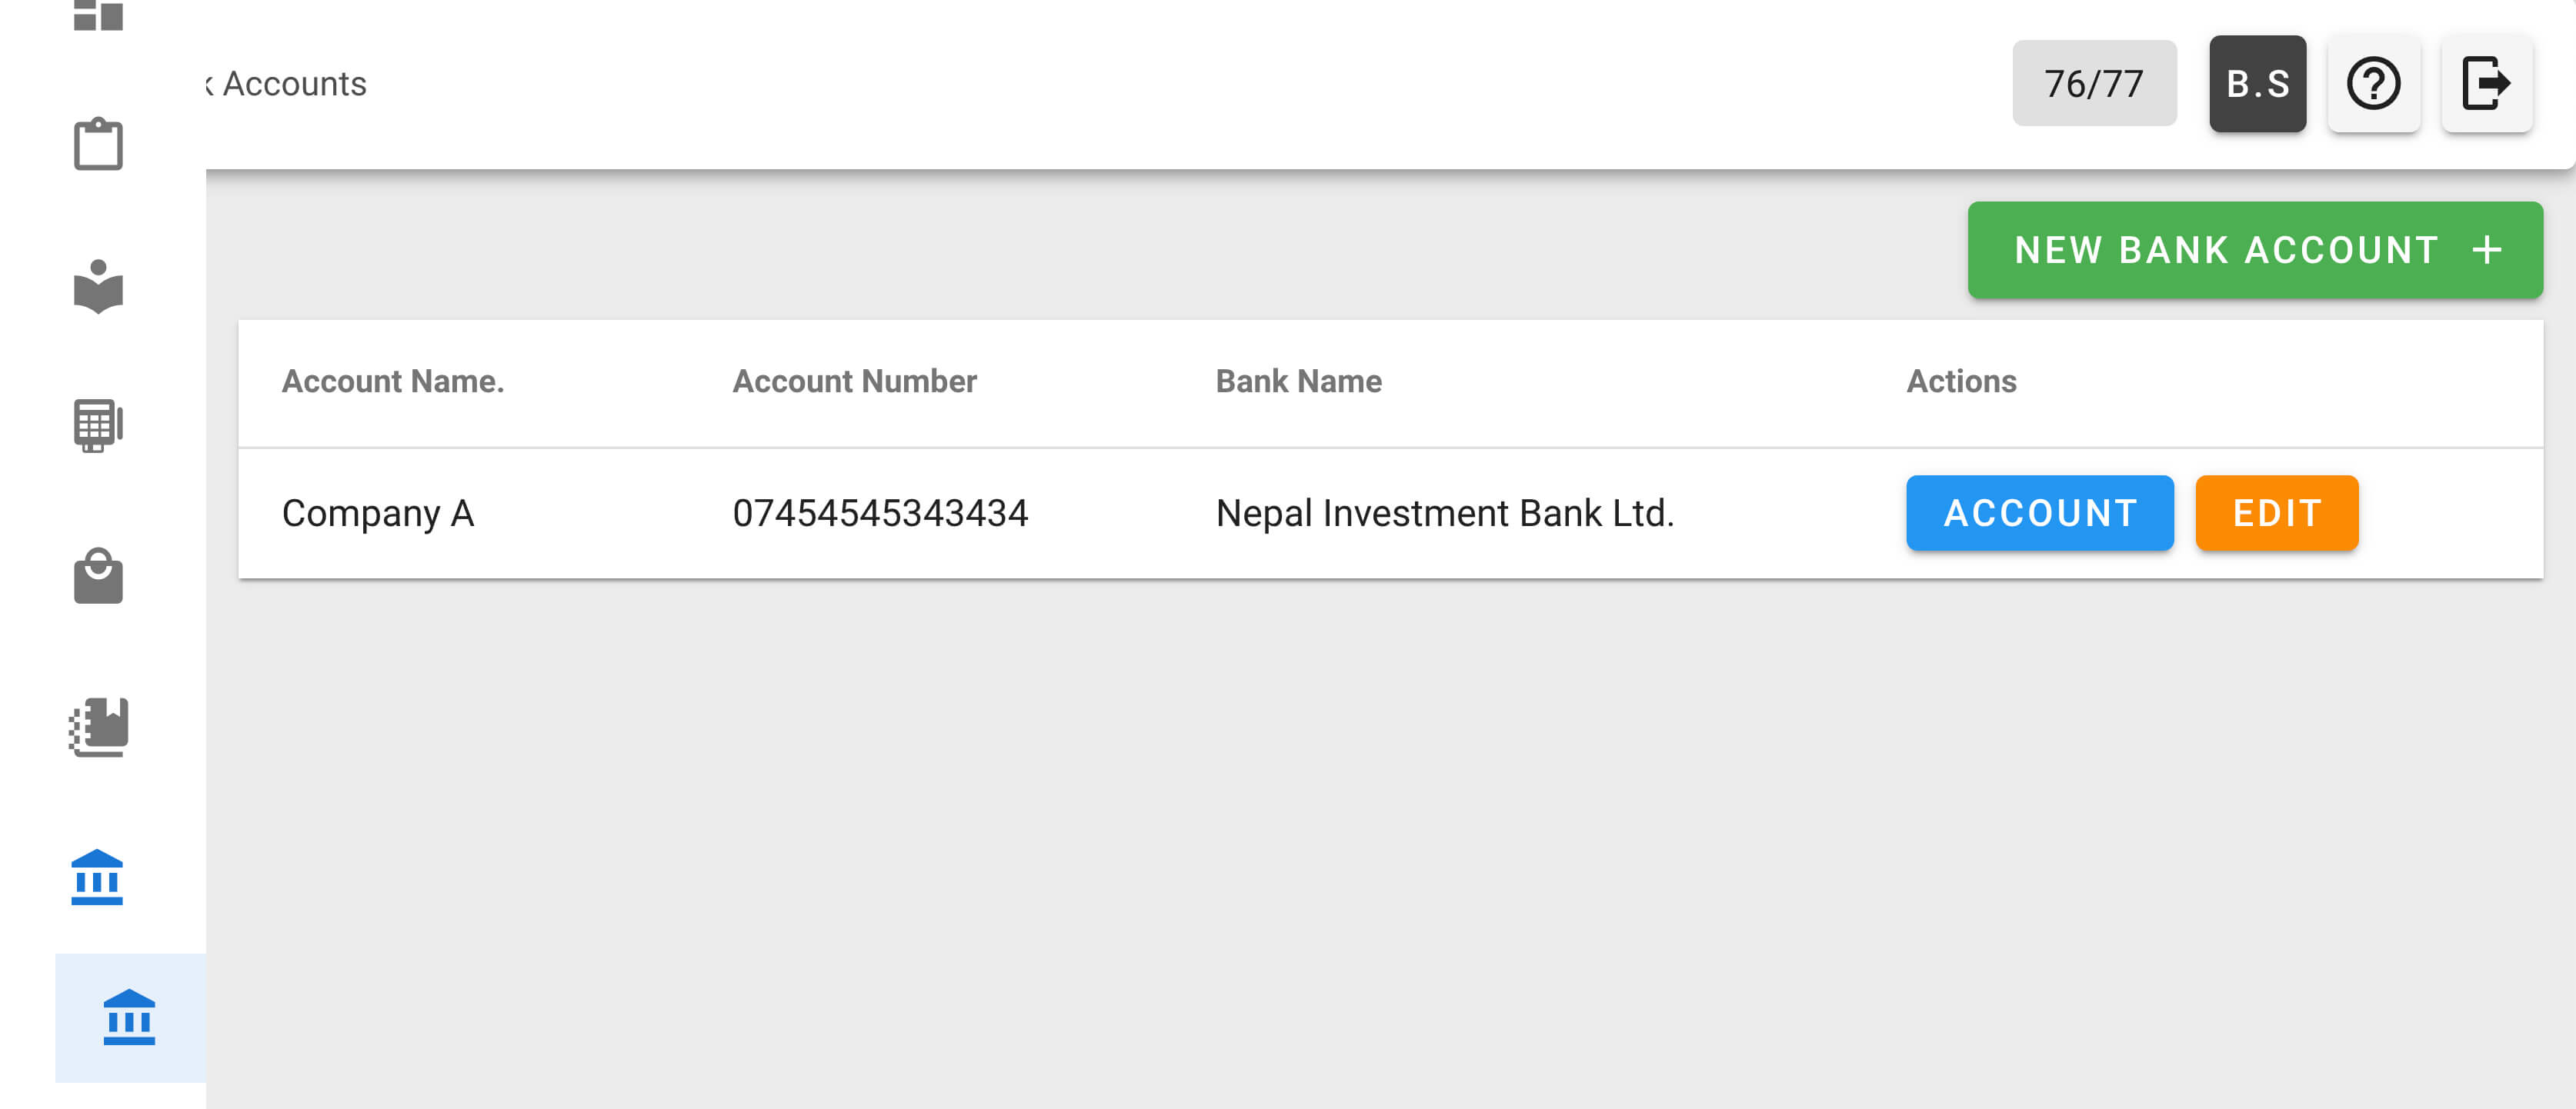 Accounts
76/77
B.S
NEW BANK ACCOUNT +
Account Name. Account Number Bank Name Actions
Company A 07454545343434 Nepal Investment Bank Ltd. ACCOUNT EDIT